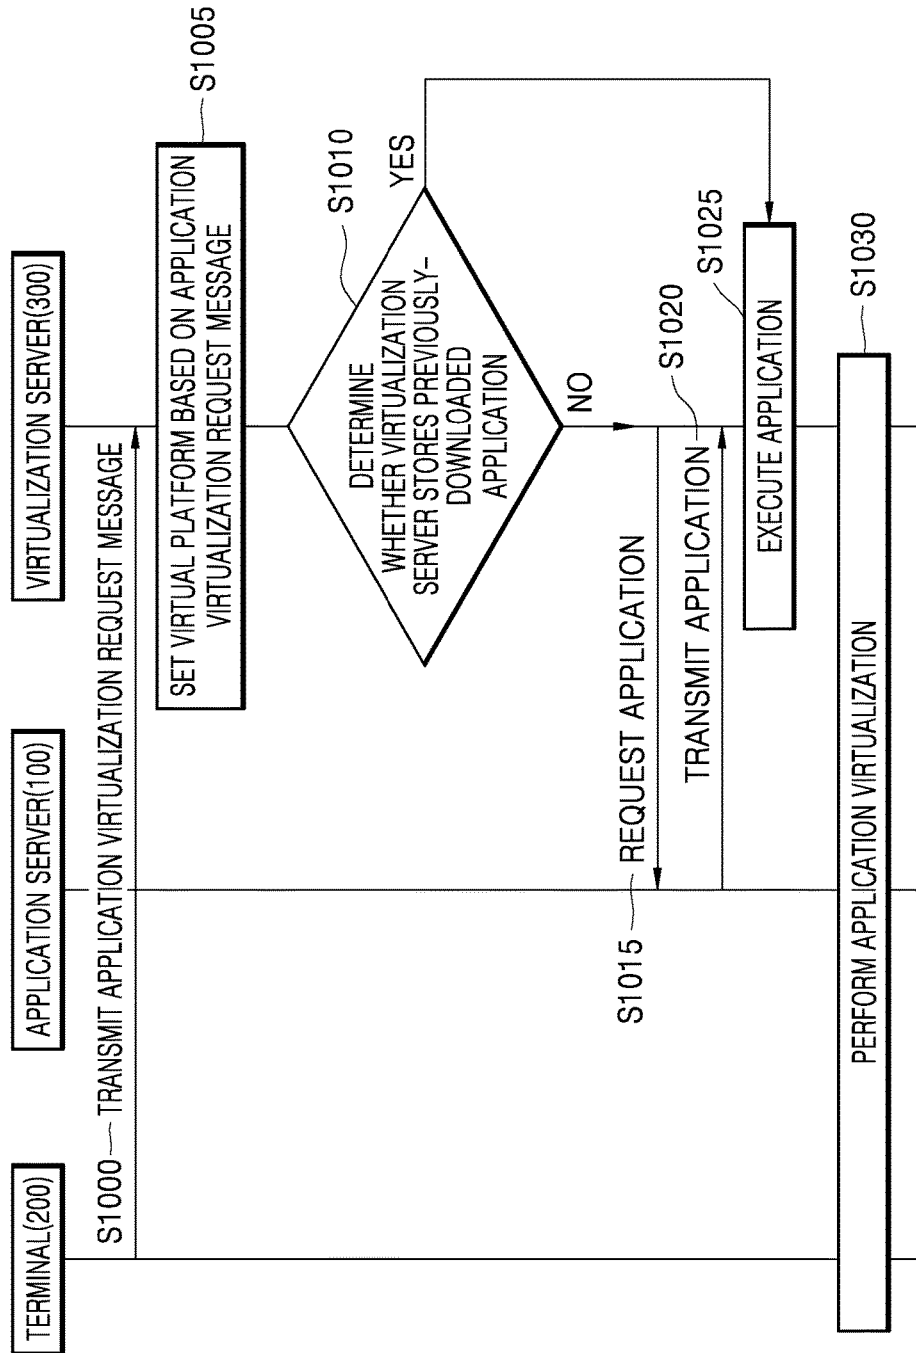 TERMINAL(200)
APPLICATION SERVER(100)
VIRTUALIZATION SERVER(300)
S1000
TRANSMIT APPLICATION VIRTUALIZATION REQUEST MESSAGE
SET VIRTUAL PLATFORM BASED ON APPLICATION
VIRTUALIZATION REQUEST MESSAGE
S1005
DETERMINE
WHETHER VIRTUALIZATION
SERVER STORES PREVIOUSLY-
DOWNLOADED
APPLICATION
S1010
YES
NO
S1015
REQUEST APPLICATION
TRANSMIT APPLICATION
S1020
EXECUTE APPLICATION
S1025
PERFORM APPLICATION VIRTUALIZATION
S1030